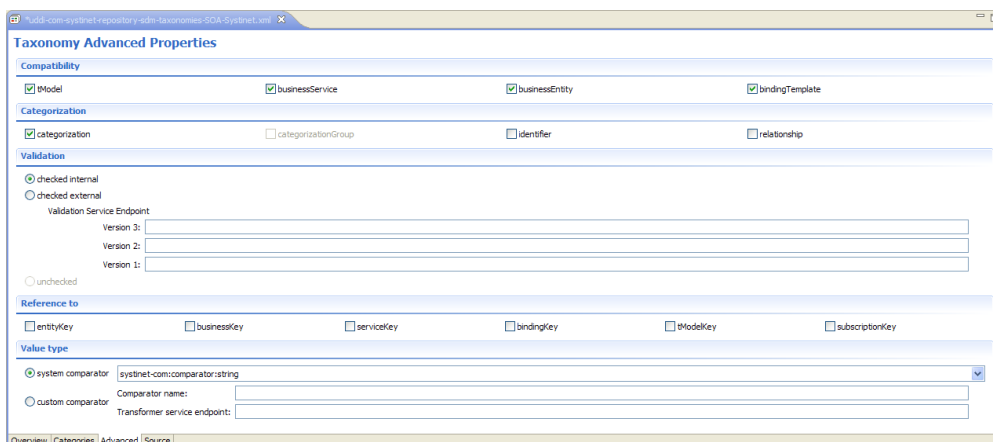 *uddi-com-systinet-repository-sdm-taxonomies-SOA-Systinet.xml
Taxonomy Advanced Properties
Compatibility
tModel businessService businessEntity bindingTemplate
Categorization
categorization categorizationGroup identifier relationship
Validation
checked internal
checked external
Validation Service Endpoint
Version 3:
Version 2:
Version 1:
unchecked
Reference to
entityKey businessKey serviceKey bindingKey tModelKey subscriptionKey
Value type
system comparator systinet-com:comparator:string
Comparator name:
custom comparator
Transformer service endpoint:
Overview Categories Advanced Source